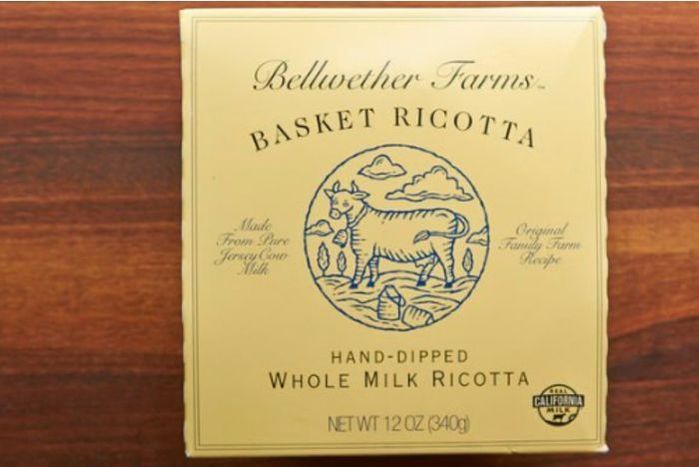 Bellwether Farms™
BASKET RICOTTA
Made
From Pure
Jersey Cow
Milk
Original
Family Farm
Recipe
HAND-DIPPED
WHOLE MILK RICOTTA
REAL
CALIFORNIA
MILK
NET WT 12 OZ (340g)